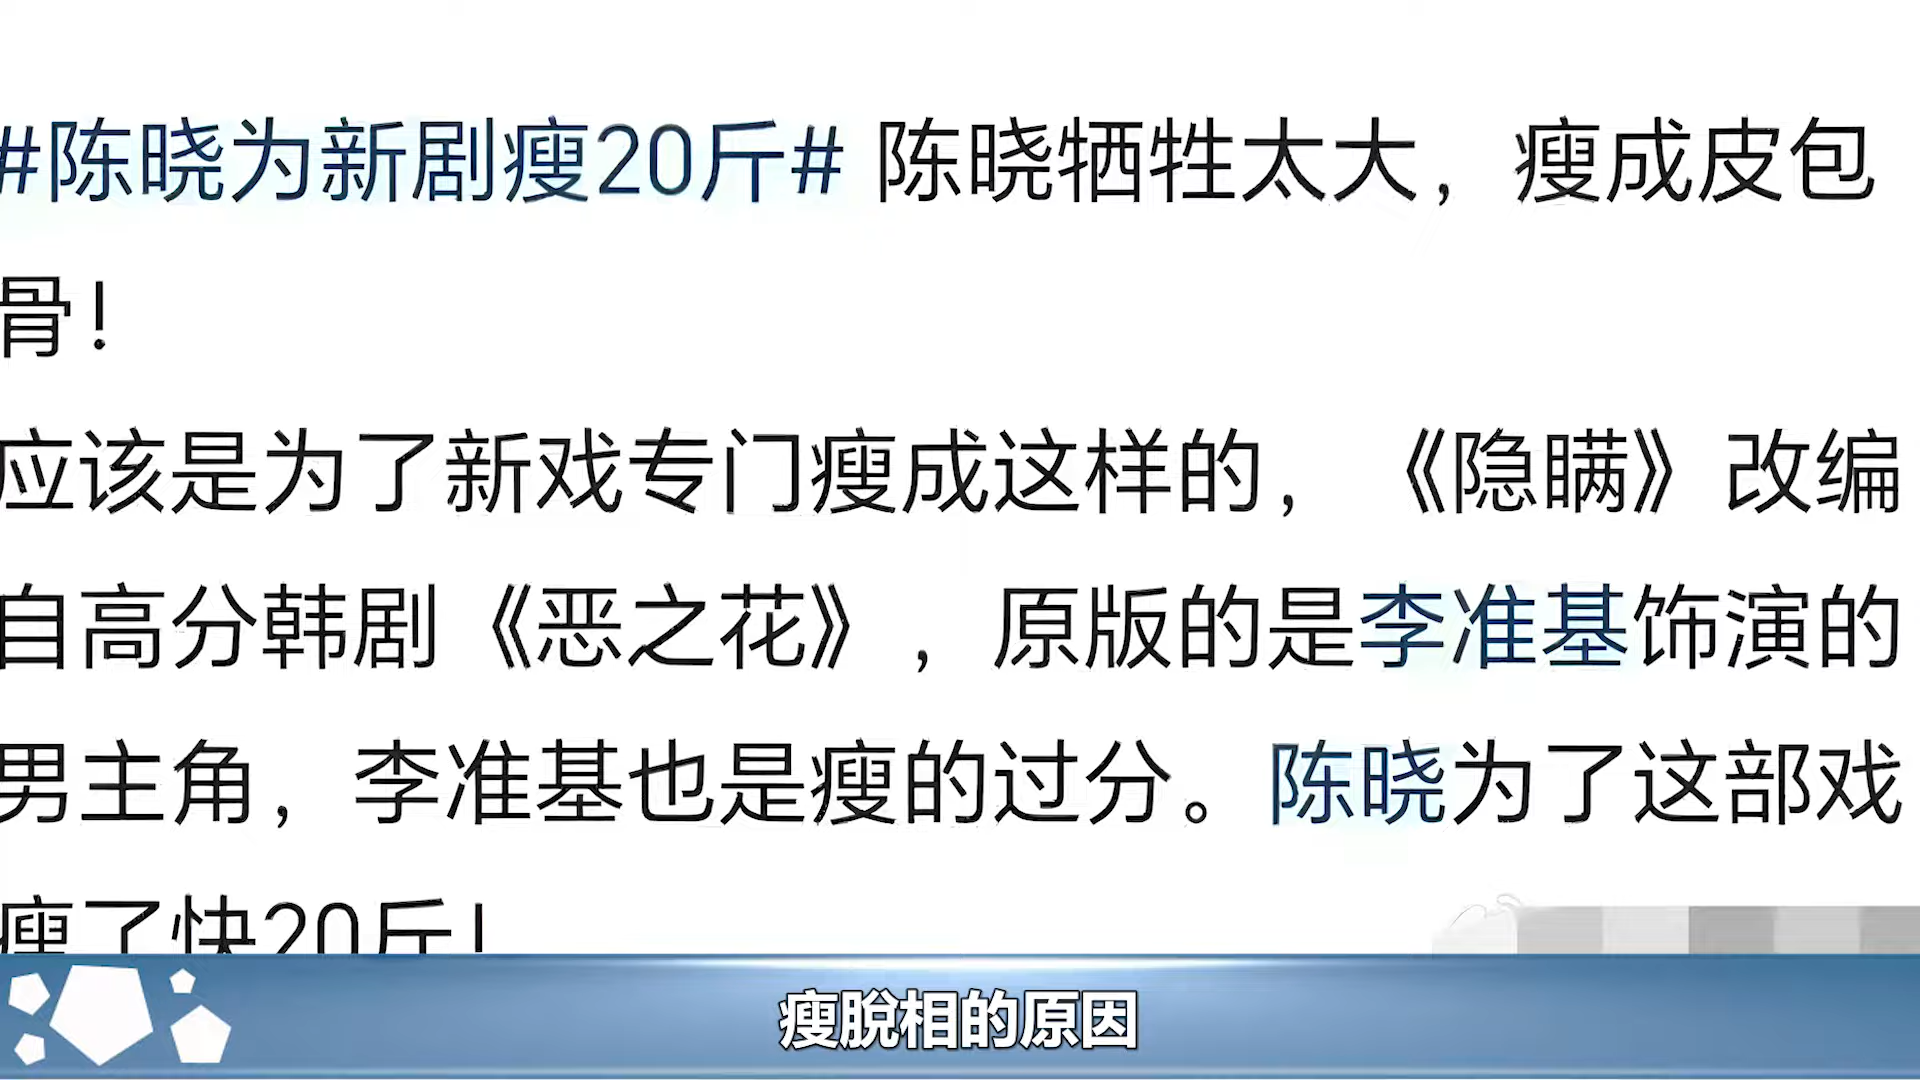 #陈晓为新剧瘦20斤# 陈晓牺牲太大，瘦成皮包
骨！
应该是为了新戏专门瘦成这样的，《隐瞒》改编
自高分韩剧《恶之花》，原版的是李准基饰演的
男主角，李准基也是瘦的过分。陈晓为了这部戏
瘦了快20斤！
瘦脫相的原因